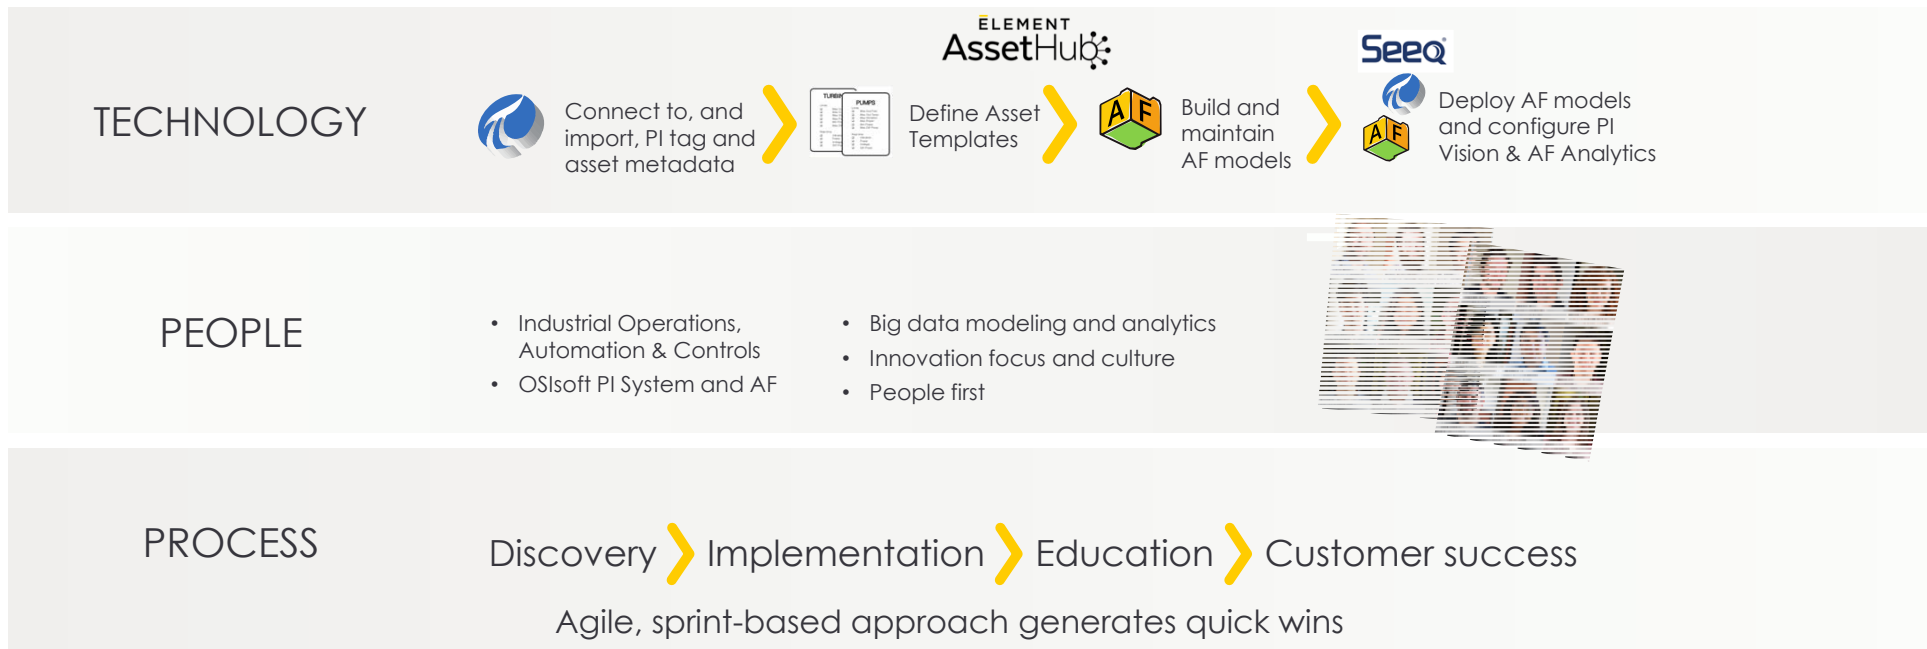 ELEMENT
AssetHub
Seeq
TECHNOLOGY
Connect to, and
import, PI tag and
asset metadata
PUMPS
Define Asset
Templates
AF
Build and
maintain
AF models
AF
Deploy AF models
and configure PI
Vision & AF Analytics
PEOPLE
• Industrial Operations,
Automation & Controls
• OSIsoft PI System and AF
• Big data modeling and analytics
• Innovation focus and culture
• People first
PROCESS
Discovery
Implementation
Education
Customer success
Agile, sprint-based approach generates quick wins